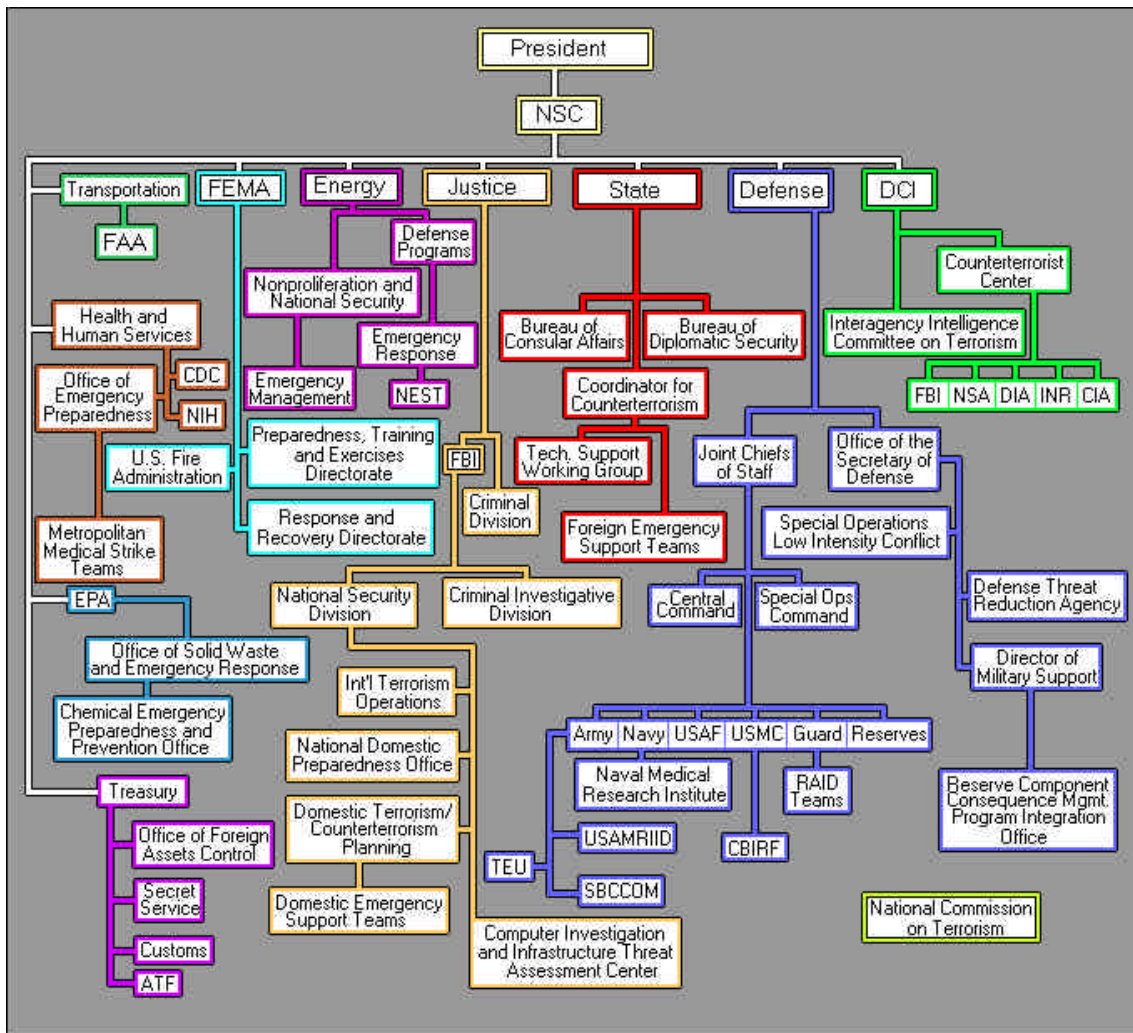 President
NSC
Transportation
FEMA
Energy
Justice
State
Defense
DCI
FAA
Defense
Programs
Counterterrorist
Center
Nonproliferation and
National Security
Health and
Human Services
Emergency
Response
Bureau of
Consular Affairs
Bureau of
Diplomatic Security
Interagency Intelligence
Committee on Terrorism
Office of
Emergency
Preparedness
CDC
NIH
Emergency
Management
NEST
Coordinator for
Counterterrorism
FBI NSA DIA INR CIA
U.S. Fire
Administration
Preparedness, Training
and Exercises
Directorate
FBI
Tech. Support
Working Group
Joint Chiefs
of Staff
Office of the
Secretary of
Defense
Criminal
Division
Metropolitan
Medical Strike
Teams
Response and
Recovery Directorate
Foreign Emergency
Support Teams
Special Operations
Low Intensity Conflict
EPA
National Security
Division
Criminal Investigative
Division
Central
Command
Special Ops
Command
Defense Threat
Reduction Agency
Office of Solid Waste
and Emergency Response
Director of
Military Support
Int'l Terrorism
Operations
Chemical Emergency
Preparedness and
Prevention Office
National Domestic
Preparedness Office
Army Navy USAF USMC Guard Reserves
Naval Medical
Research Institute
RAID
Teams
Reserve Component
Consequence Mgmt.
Program Integration
Office
Treasury
Office of Foreign
Assets Control
Domestic Terrorism/
Counterterrorism
Planning
USAMRIID
CBIRF
TEU
SBCCOM
Secret
Service
Domestic Emergency
Support Teams
National Commission
on Terrorism
Customs
Computer Investigation
and Infrastructure Threat
Assessment Center
ATF